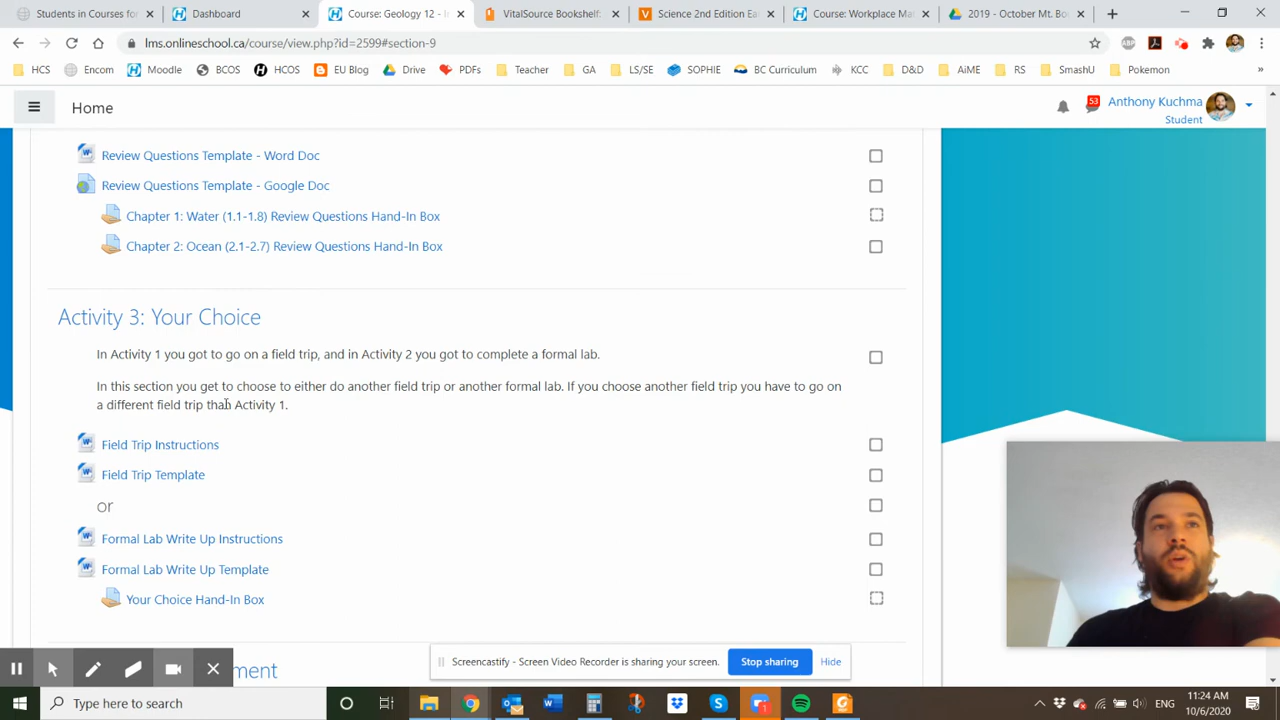 Students in Courses for
Dashboard
Course: Geology 12 - I
VitalSource Bookshelf:
Science 2nd Edition Ea
Course: Workplace Ma
2019 - October Mt. Bo
lms.onlineschool.ca/course/view.php?id=2599#section-9
ABP
HCS
Encom
Moodle
BCOS
HCOS
EU Blog
Drive
PDFs
Teacher
GA
LS/SE
SOPHIE
BC Curriculum
KCC
D&D
AiME
RS
SmashU
Pokemon
»
Home
53
Anthony Kuchma
Student
Review Questions Template - Word Doc
Review Questions Template - Google Doc
Chapter 1: Water (1.1-1.8) Review Questions Hand-In Box
Chapter 2: Ocean (2.1-2.7) Review Questions Hand-In Box
Activity 3: Your Choice
In Activity 1 you got to go on a field trip, and in Activity 2 you got to complete a formal lab.
In this section you get to choose to either do another field trip or another formal lab. If you choose another field trip you have to go on
a different field trip than Activity 1.
Field Trip Instructions
Field Trip Template
or
Formal Lab Write Up Instructions
Formal Lab Write Up Template
Your Choice Hand-In Box
ment
Screencastify - Screen Video Recorder is sharing your screen.
Stop sharing
Hide
Type here to search
ENG
11:24 AM
10/6/2020